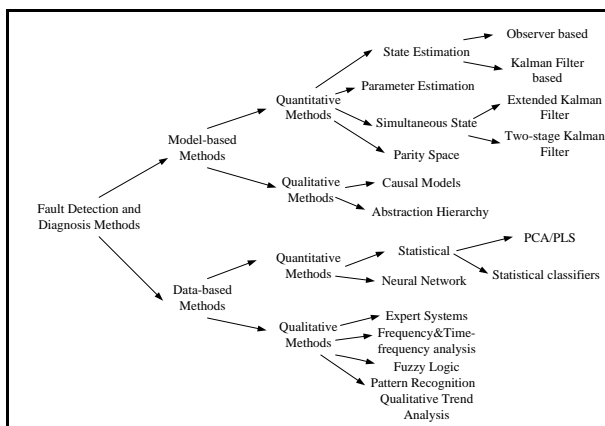 Observer based
State Estimation
Kalman Filter
based
Parameter Estimation
Extended Kalman
Filter
Quantitative
Methods
Simultaneous State
Two-stage Kalman
Filter
Model-based
Methods
Parity Space
Qualitative
Methods
Causal Models
Abstraction Hierarchy
Fault Detection and
Diagnosis Methods
PCA/PLS
Statistical
Quantitative
Methods
Statistical classifiers
Neural Network
Data-based
Methods
Expert Systems
Qualitative
Methods
Frequency&Time-
frequency analysis
Fuzzy Logic
Pattern Recognition
Qualitative Trend
Analysis